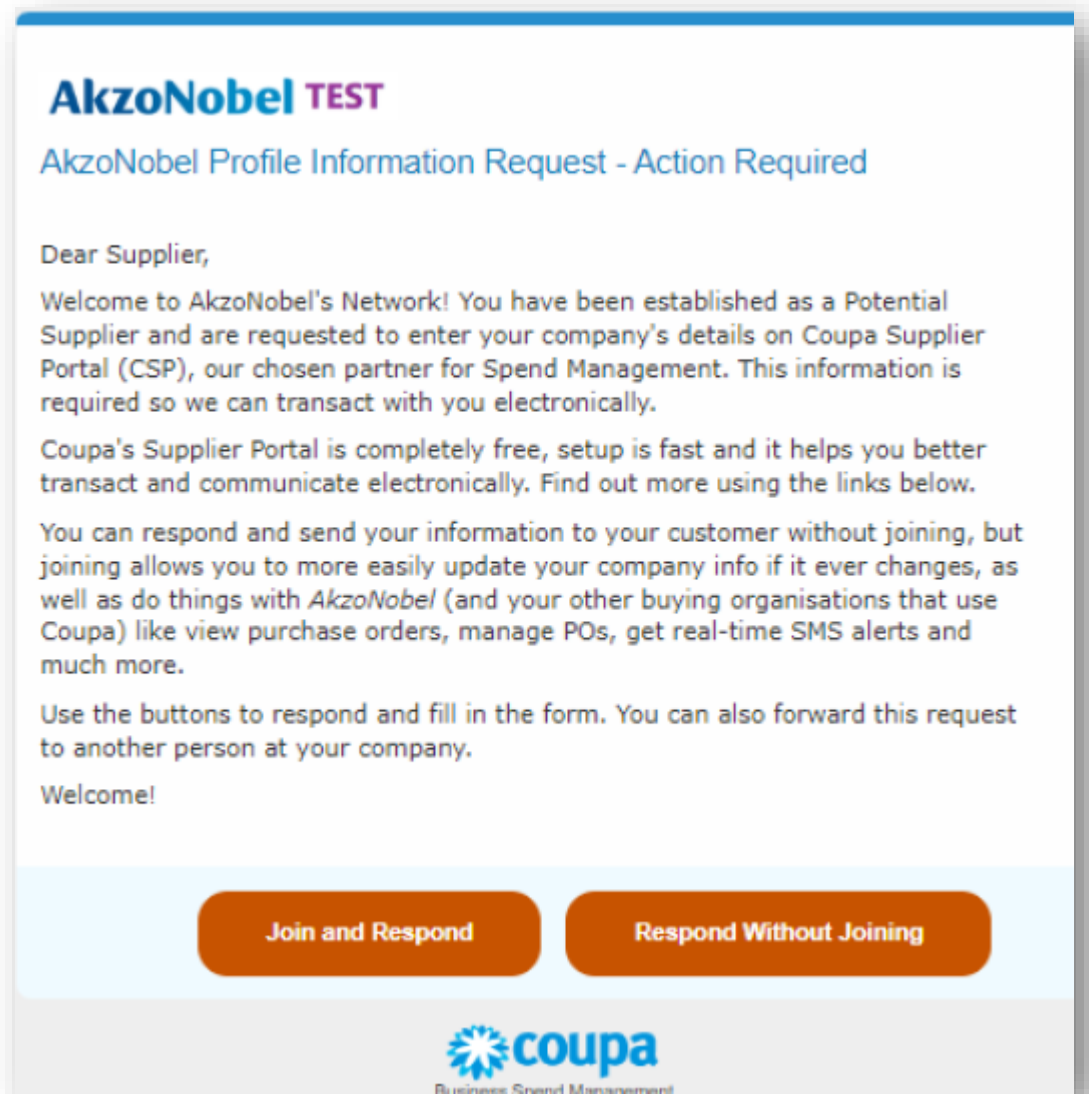 AkzoNobel TEST
AkzoNobel Profile Information Request - Action Required
Dear Supplier,
Welcome to AkzoNobel's Network! You have been established as a Potential
Supplier and are requested to enter your company's details on Coupa Supplier
Portal (CSP), our chosen partner for Spend Management. This information is
required so we can transact with you electronically.
Coupa's Supplier Portal is completely free, setup is fast and it helps you better
transact and communicate electronically. Find out more using the links below.
You can respond and send your information to your customer without joining, but
joining allows you to more easily update your company info if it ever changes, as
well as do things with AkzoNobel (and your other buying organisations that use
Coupa) like view purchase orders, manage POs, get real-time SMS alerts and
much more.
Use the buttons to respond and fill in the form. You can also forward this request
to another person at your company.
Welcome!
Join and Respond
Respond Without Joining
coupa
Business Spend Management